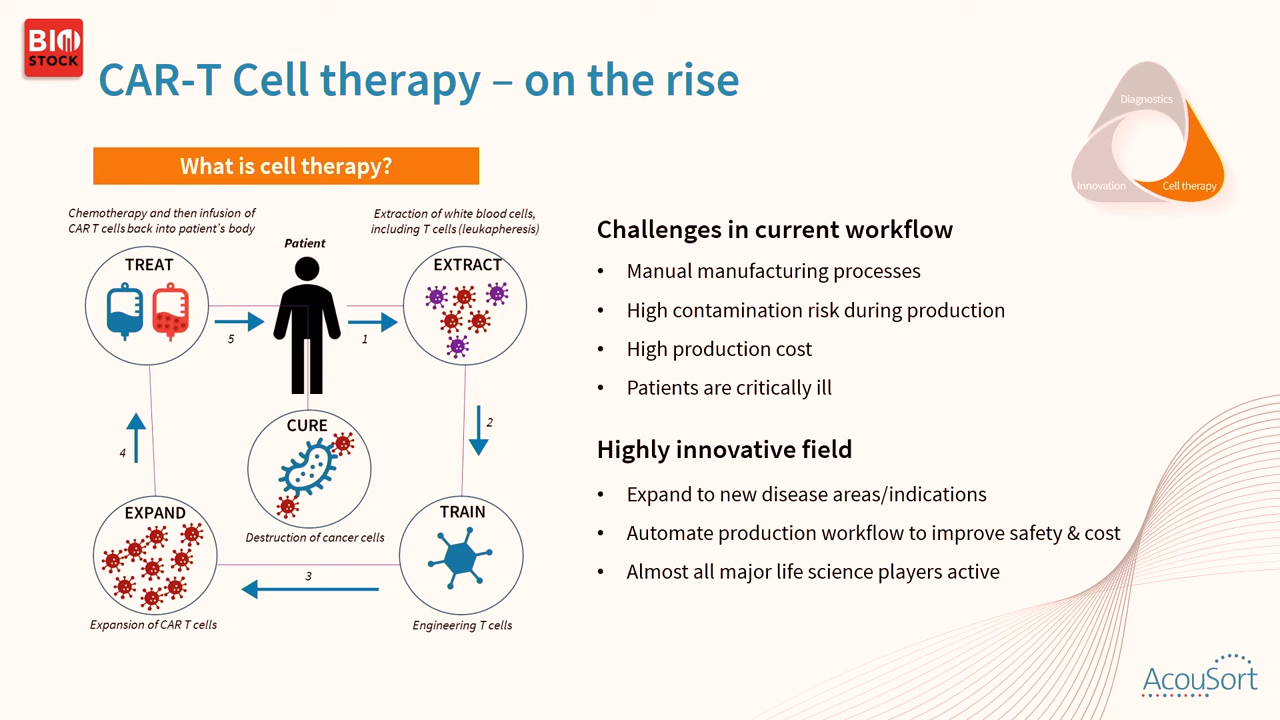 BIO
STOCK
CAR-T Cell therapy – on the rise
Diagnostics
Innovation
Cell therapy
What is cell therapy?
Chemotherapy and then infusion of
CAR T cells back into patient's body
Patient
Extraction of white blood cells,
including T cells (leukapheresis)
TREAT
EXTRACT
5
1
CURE
2
4
Destruction of cancer cells
EXPAND
TRAIN
3
Expansion of CAR T cells
Engineering T cells
Challenges in current workflow
• Manual manufacturing processes
• High contamination risk during production
• High production cost
• Patients are critically ill
Highly innovative field
• Expand to new disease areas/indications
• Automate production workflow to improve safety & cost
• Almost all major life science players active
AcouSort